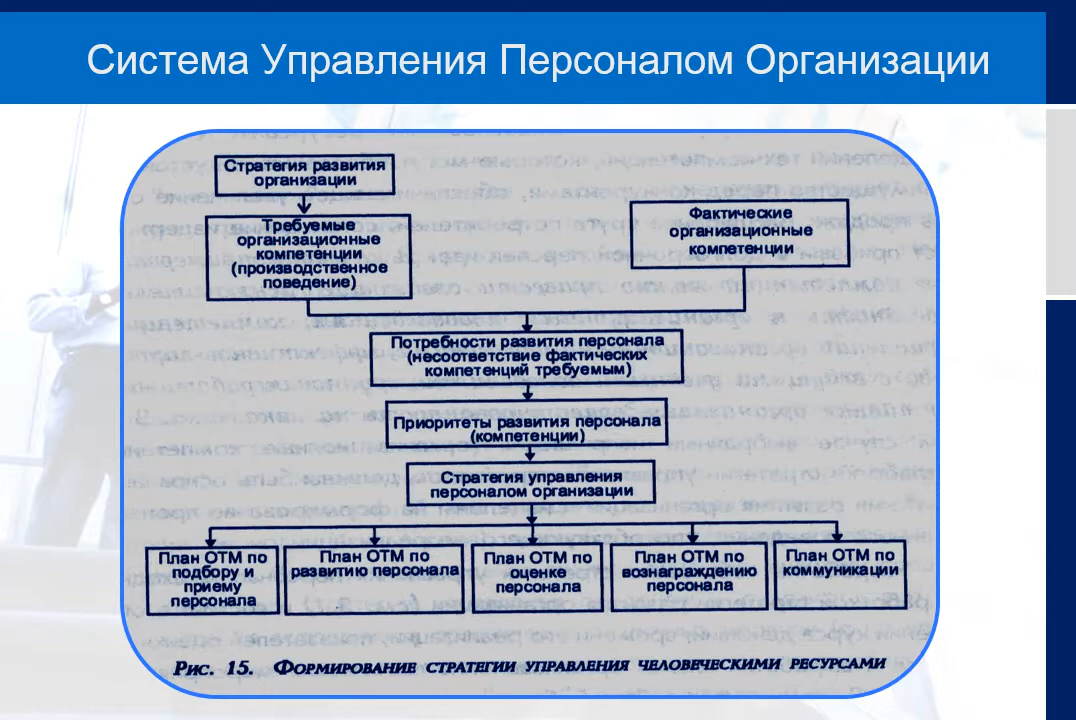 Система Управления Персоналом Организации
Стратегия развития
организации
Требуемые
организационные
компетенции
(производственное
поведение)
Фактические
организационные
компетенции
Потребности развития персонала
(несоответствие фактических
компетенций требуемым)
Приоритеты развития персонала
(компетенции)
Стратегия управления
персоналом организации
План ОТМ по
подбору и
приему
персонала
План ОТМ по
развитию персонала
План ОТМ по
оценке
персонала
План ОТМ по
вознаграждению
персонала
План ОТМ по
коммуникации
Рис. 15. Формирование стратегии управления человеческими ресурсами